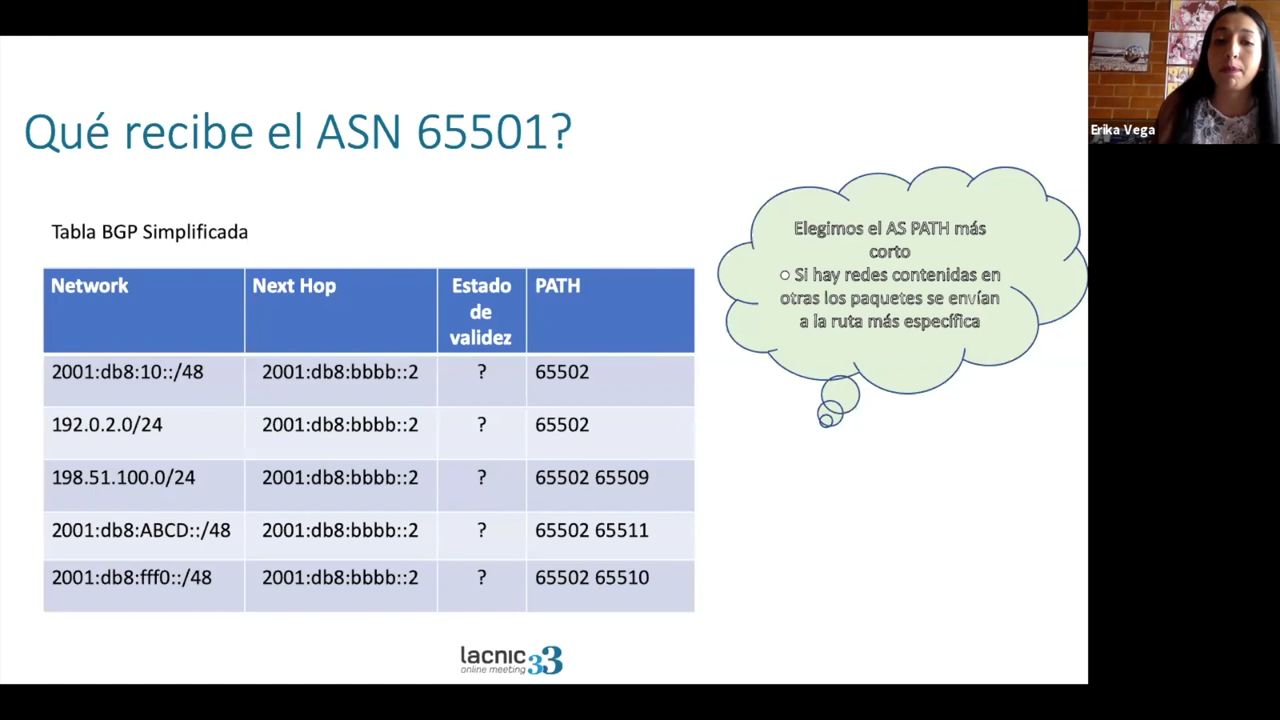 Qué recibe el ASN 65501?
Erika Vega
Tabla BGP Simplificada
Network Next Hop Estado de validez PATH
2001:db8:10::/48 2001:db8:bbbb::2 ? 65502
192.0.2.0/24 2001:db8:bbbb::2 ? 65502
198.51.100.0/24 2001:db8:bbbb::2 ? 65502 65509
2001:db8:ABCD::/48 2001:db8:bbbb::2 ? 65502 65511
2001:db8:fff0::/48 2001:db8:bbbb::2 ? 65502 65510
Elegimos el AS PATH más
corto
○ Si hay redes contenidas en
otras los paquetes se envían
a la ruta más específica
lacnic 33
online meeting